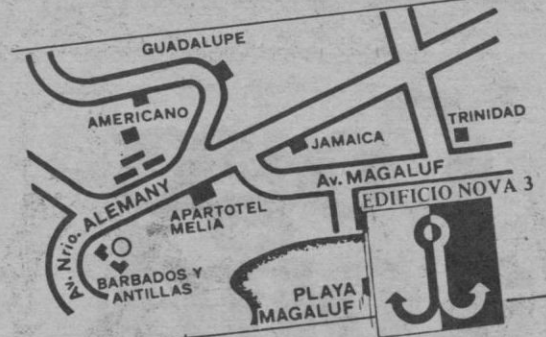 GUADALUPE
AMERICANO
JAMAICA
TRINIDAD
Av. MAGALUF
Av. Nrio. ALEMANY
APARTOTEL
MELIA
EDIFICIO NOVA 3
BARBADOS Y
ANTILLAS
PLAYA
MAGALUF